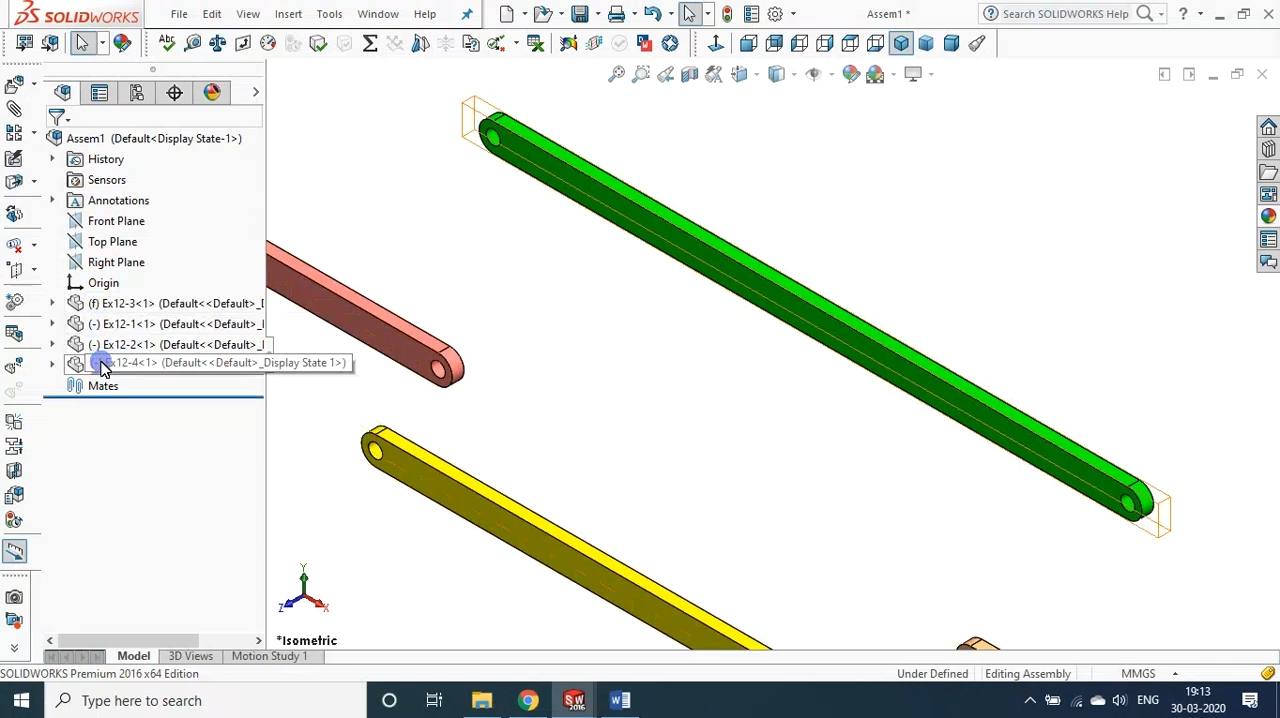 SOLIDWORKS File Edit View Insert Tools Window Help Assem1 * Search SOLIDWORKS Help ?
Assem1 (Default<Display State-1>)
History
Sensors
Annotations
Front Plane
Top Plane
Right Plane
Origin
(f) Ex12-3<1> (Default<<Default>_D
(-) Ex12-1<1> (Default<<Default>_
(-) Ex12-2<1> (Default<<Default>_
Ex12-4<1> (Default<<Default>_Display State 1>)
Mates
Y
Z
X
*Isometric
Model 3D Views Motion Study 1
SOLIDWORKS Premium 2016 x64 Edition Under Defined Editing Assembly MMGS
Type here to search SW 2016 W ENG 19:13
30-03-2020